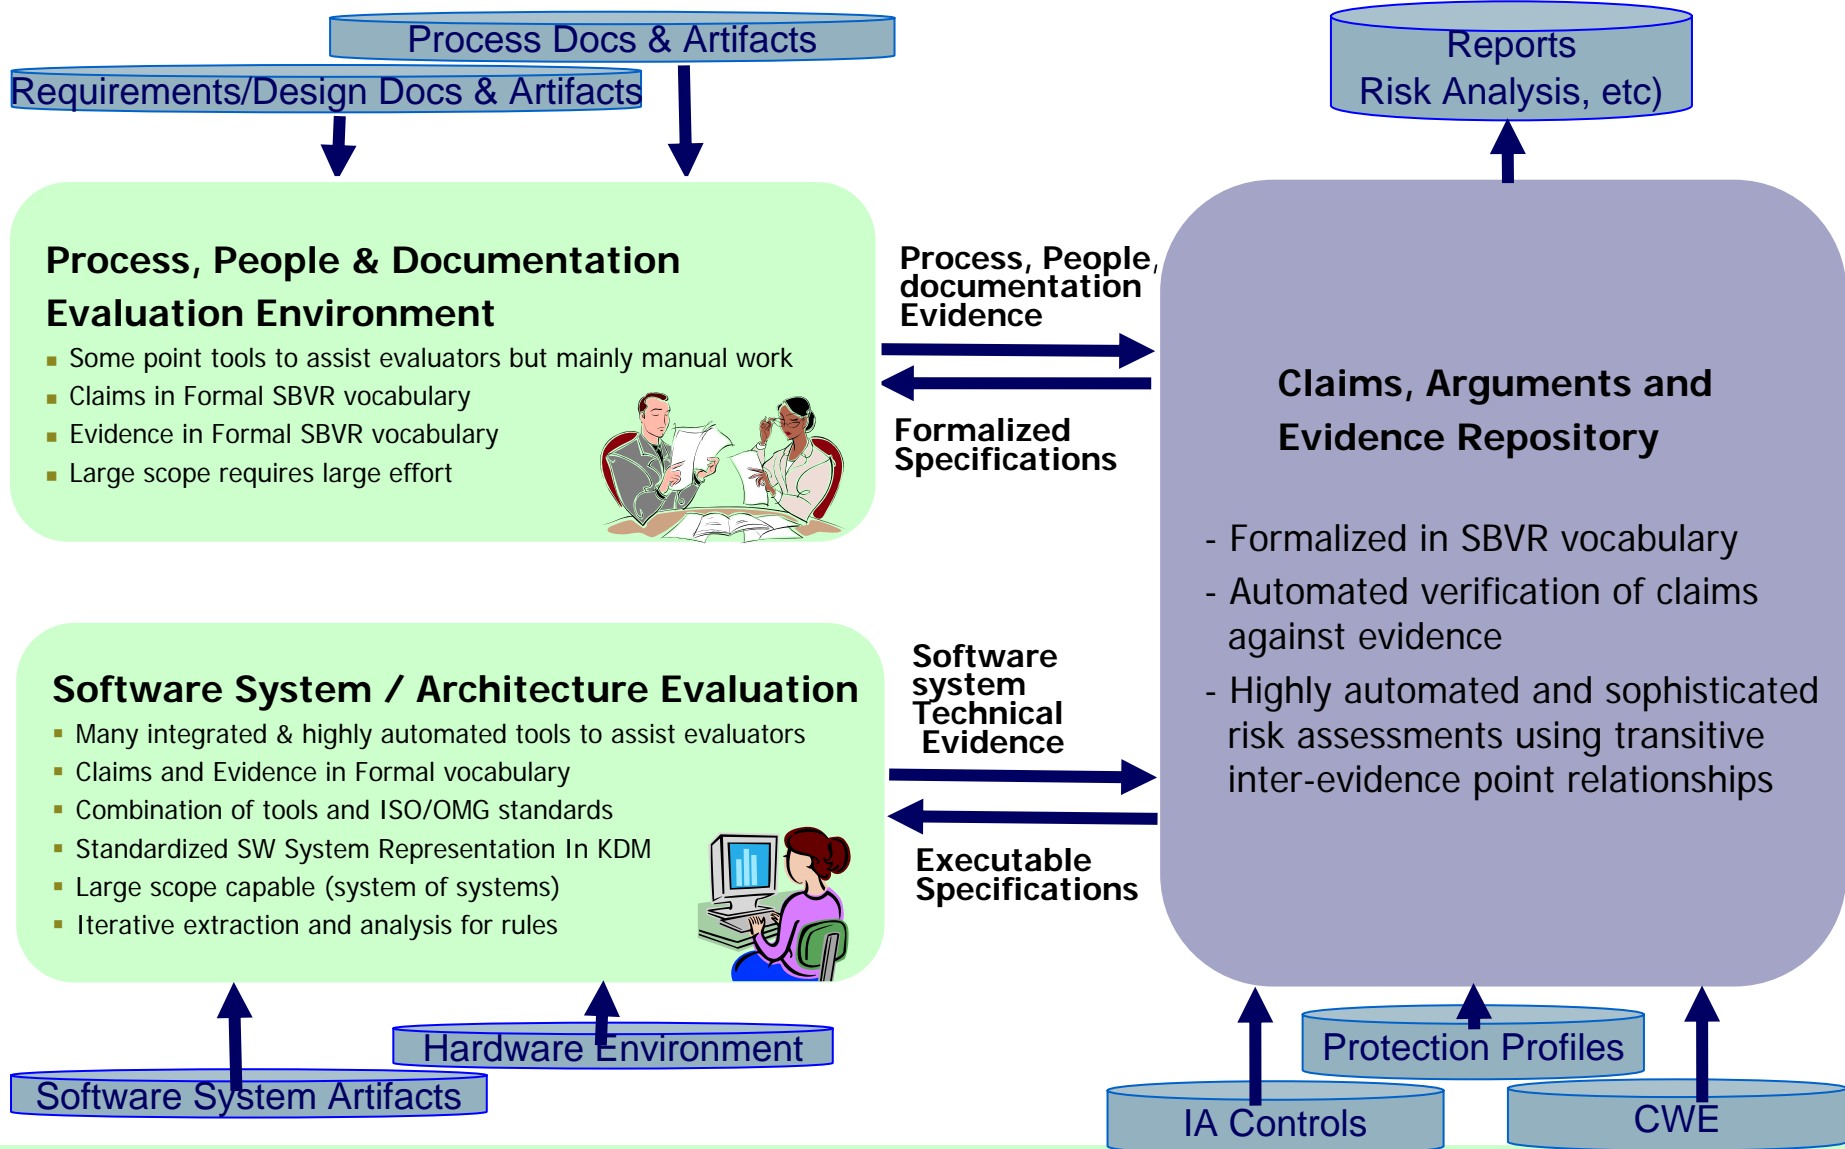 Process Docs & Artifacts
Requirements/Design Docs & Artifacts
Reports
Risk Analysis, etc)
Process, People & Documentation
Evaluation Environment
Some point tools to assist evaluators but mainly manual work
Claims in Formal SBVR vocabulary
Evidence in Formal SBVR vocabulary
Large scope requires large effort
Process, People,
documentation
Evidence
Formalized
Specifications
Claims, Arguments and
Evidence Repository
- Formalized in SBVR vocabulary
- Automated verification of claims
against evidence
- Highly automated and sophisticated
risk assessments using transitive
inter-evidence point relationships
Software System / Architecture Evaluation
Many integrated & highly automated tools to assist evaluators
Claims and Evidence in Formal vocabulary
Combination of tools and ISO/OMG standards
Standardized SW System Representation In KDM
Large scope capable (system of systems)
Iterative extraction and analysis for rules
Software
system
Technical
Evidence
Executable
Specifications
Hardware Environment
Software System Artifacts
Protection Profiles
IA Controls
CWE